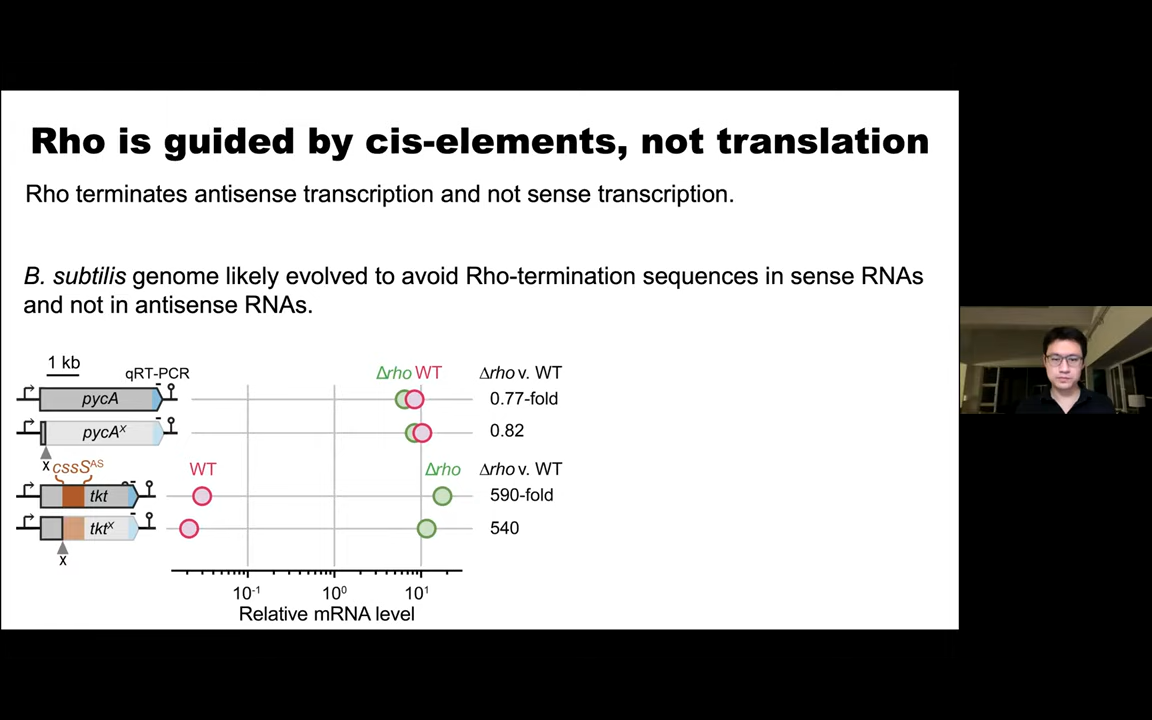 Rho is guided by cis-elements, not translation
Rho terminates antisense transcription and not sense transcription.
B. subtilis genome likely evolved to avoid Rho-termination sequences in sense RNAs
and not in antisense RNAs.
1 kb
qRT-PCR
Δrho WT
Δrho v. WT
pycA
0.77-fold
pycAˣ
0.82
x
cssSᴬˢ
WT
Δrho
Δrho v. WT
tkt
590-fold
tktˣ
540
x
10⁻¹
10⁰
10¹
Relative mRNA level